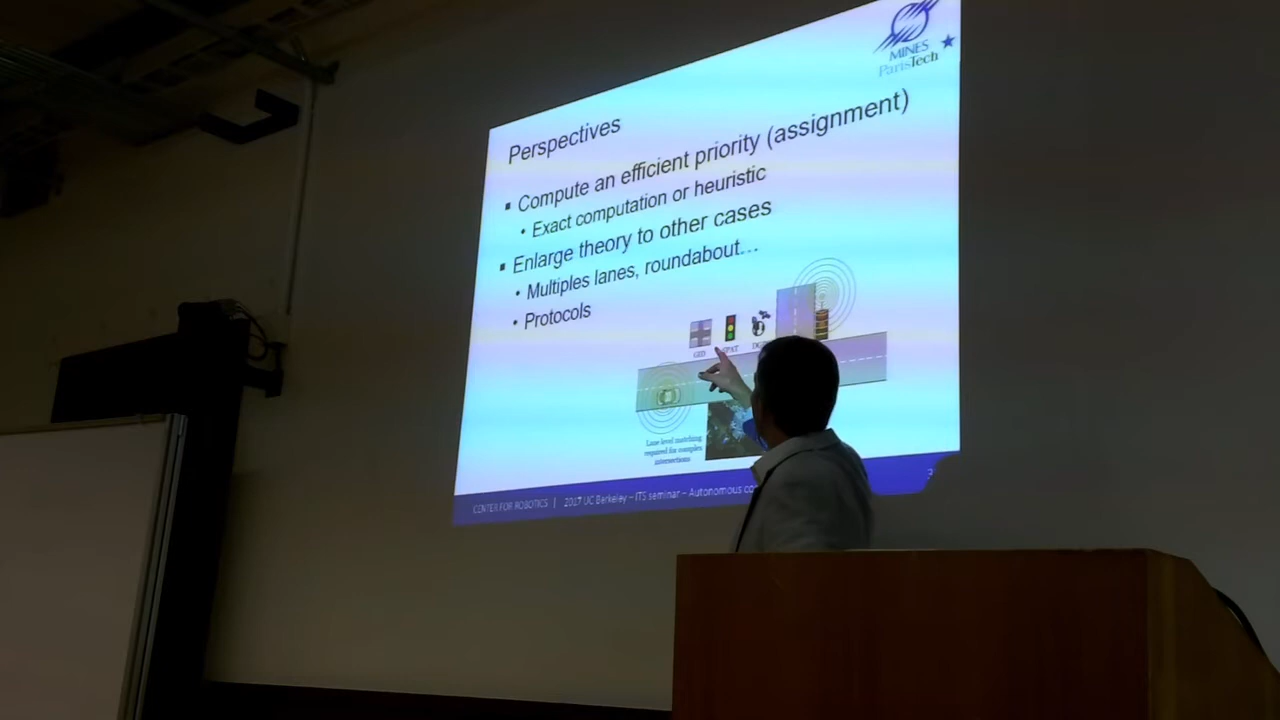 MINES
ParisTech
Perspectives
▪ Compute an efficient priority (assignment)
• Exact computation or heuristic
▪ Enlarge theory to other cases
• Multiples lanes, roundabout...
• Protocols
GID
Lane level matching
required for complex
intersections
CENTER FOR ROBOTICS | 2017 UC Berkeley – ITS seminar – Autonomous